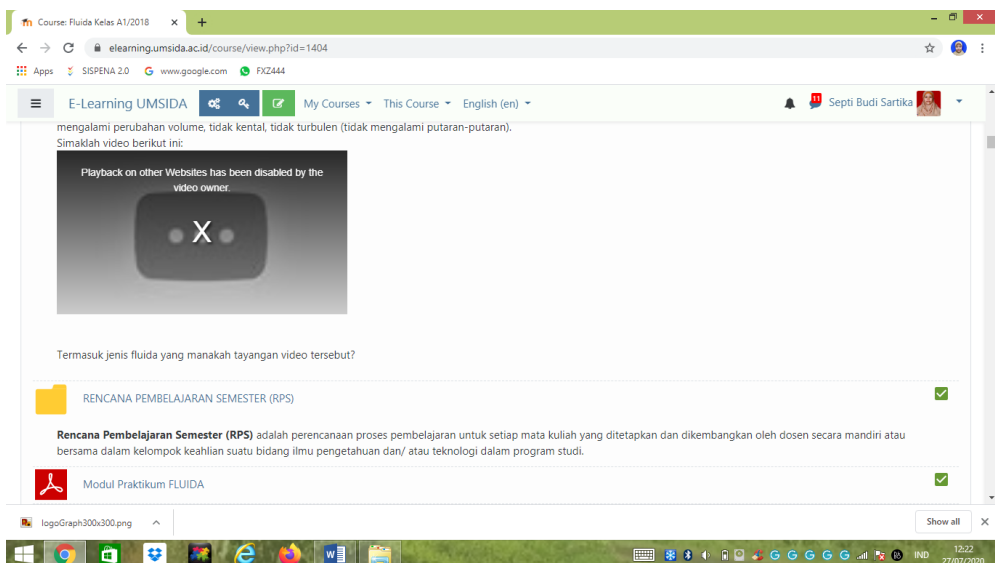 Course: Fluida Kelas A1/2018
elearning.umsida.ac.id/course/view.php?id=1404
Apps SISPENA 2.0 www.google.com FXZ444
E-Learning UMSIDA My Courses This Course English (en) 11 Septi Budi Sartika
mengalami perubahan volume, tidak kental, tidak turbulen (tidak mengalami putaran-putaran).
Simaklah video berikut ini:
Playback on other Websites has been disabled by the
video owner.
Termasuk jenis fluida yang manakah tayangan video tersebut?
RENCANA PEMBELAJARAN SEMESTER (RPS)
Rencana Pembelajaran Semester (RPS) adalah perencanaan proses pembelajaran untuk setiap mata kuliah yang ditetapkan dan dikembangkan oleh dosen secara mandiri atau
bersama dalam kelompok keahlian suatu bidang ilmu pengetahuan dan/ atau teknologi dalam program studi.
Modul Praktikum FLUIDA
logoGraph300x300.png Show all
IND 12:22
27/07/2020